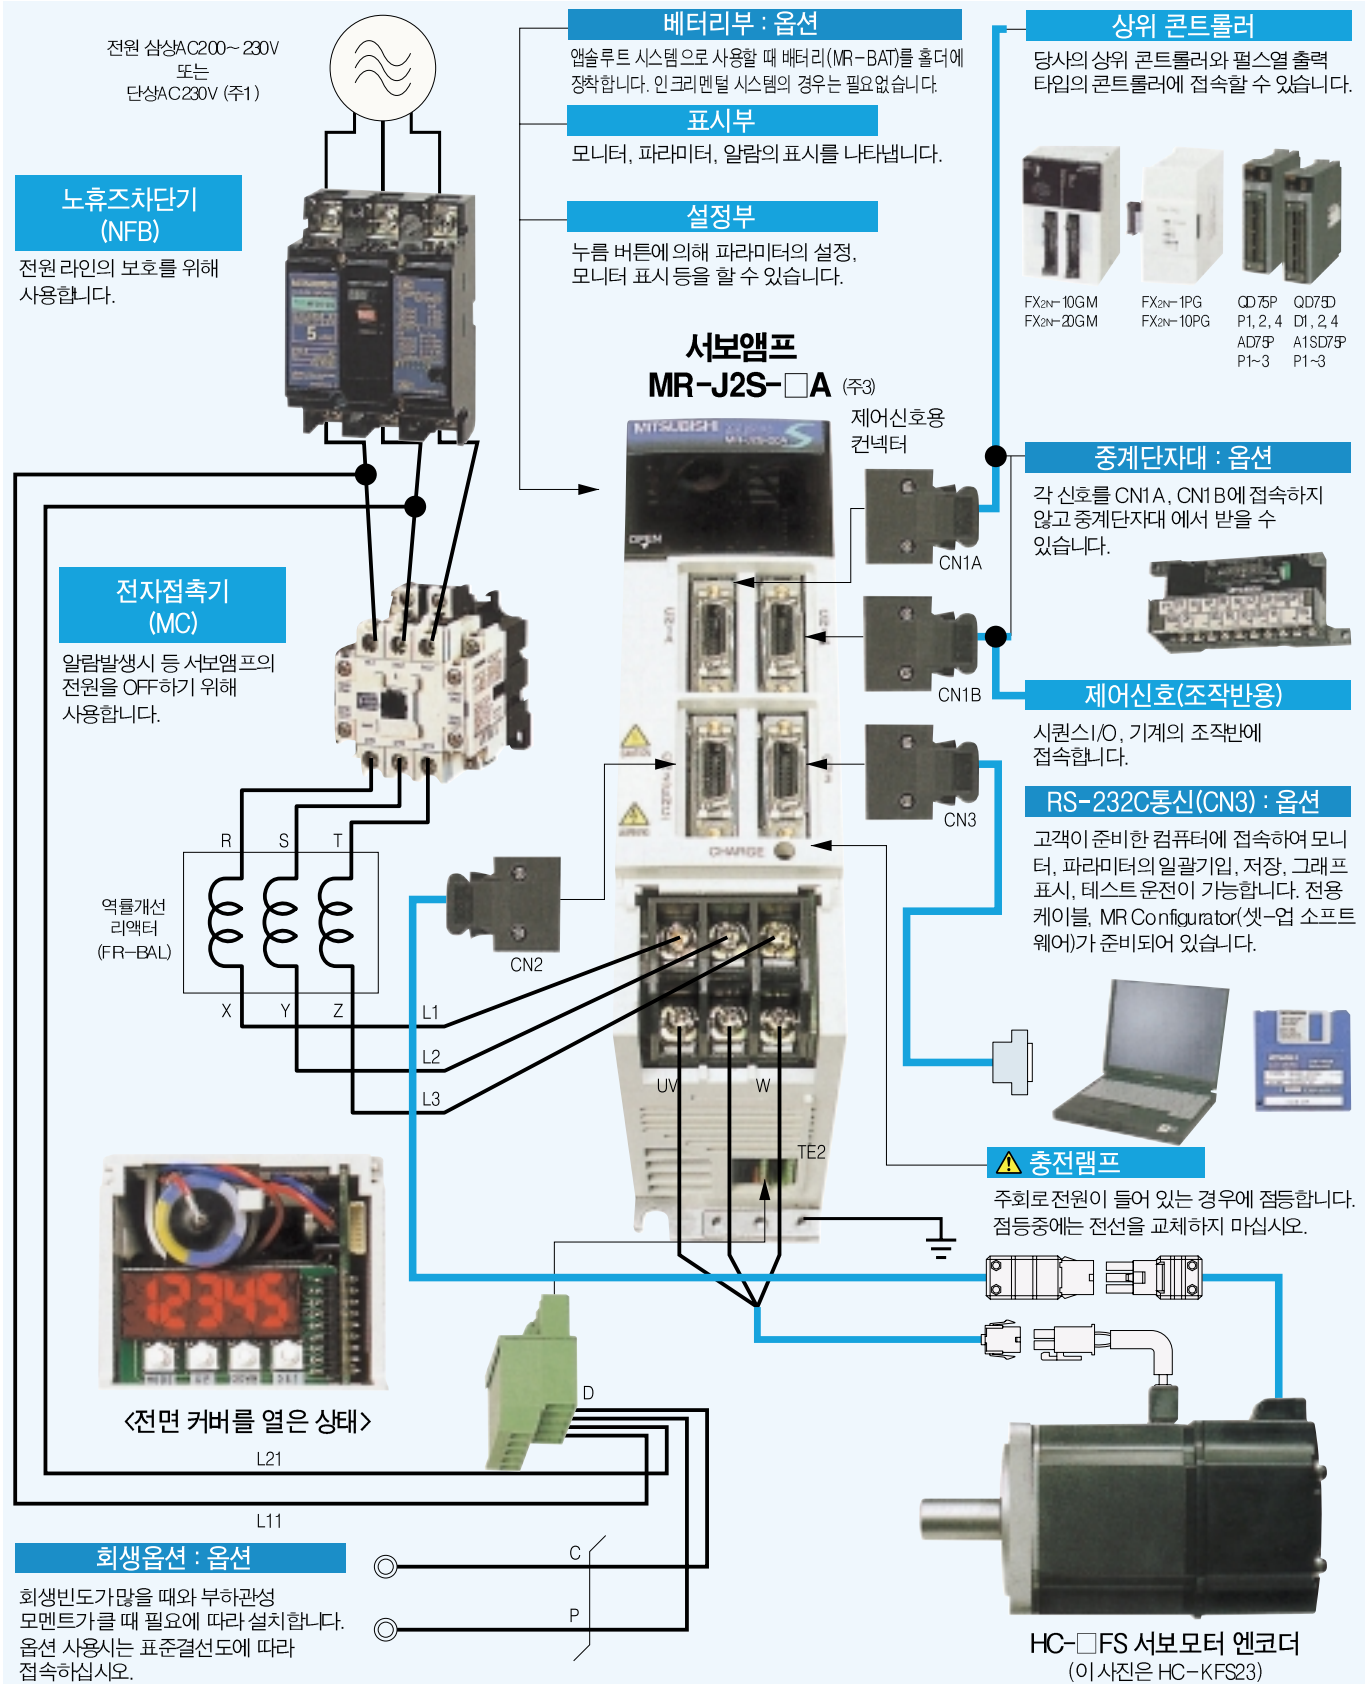 전원 삼상AC200~230V
또는
단상AC230V (주1)
노휴즈차단기
(NFB)
전원 라인의 보호를 위해
사용합니다.
베터리부 : 옵션
앱솔루트 시스템으로 사용할 때 배터리(MR-BAT)를 홀더에
장착합니다. 인크리멘털 시스템의 경우는 필요없습니다.
표시부
모니터, 파라미터, 알람의 표시를 나타냅니다.
설정부
누름 버튼에 의해 파라미터의 설정,
모니터 표시 등을 할 수 있습니다.
상위 콘트롤러
당사의 상위 콘트롤러와 펄스열 출력
타입의 콘트롤러에 접속할 수 있습니다.
FX2N-10GM
FX2N-20GM
FX2N-1PG
FX2N-10PG
QD75P
P1, 2, 4
AD75P
P1~3
QD75D
D1, 2, 4
A1SD75P
P1~3
서보앰프
MR-J2S-□A (주3)
제어신호용
컨넥터
MITSUBISHI
OPEN
CN1A
CN1B
CN3
CN2
CHARGE
중계단자대 : 옵션
각 신호를 CN1A, CN1B에 접속하지
않고 중계단자대 에서 받을 수
있습니다.
제어신호(조작반용)
시퀀스 I/O, 기계의 조작반에
접속합니다.
RS-232C통신(CN3) : 옵션
고객이 준비한 컴퓨터에 접속하여 모니
터, 파라미터의 일괄기입, 저장, 그래프
표시, 테스트 운전이 가능합니다. 전용
케이블, MR Configurator(셋-업 소프트
웨어)가 준비되어 있습니다.
전자접촉기
(MC)
알람발생시 등 서보앰프의
전원을 OFF하기 위해
사용합니다.
R S T
역률개선
리액터
(FR-BAL)
X Y Z
L1
L2
L3
UV W
TE2
충전램프
주회로전원이 들어 있는 경우에 점등합니다.
점등중에는 전선을 교체하지 마십시오.
12345
<전면 커버를 열은 상태>
D
L21
L11
C
P
회생옵션 : 옵션
회생빈도가 많을 때와 부하관성
모멘트가 클 때 필요에 따라 설치합니다.
옵션 사용시는 표준결선도에 따라
접속하십시오.
HC-□FS 서보모터 엔코더
(이 사진은 HC-KFS23)